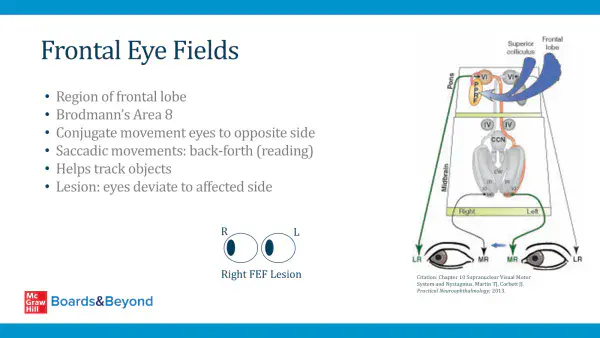 Frontal Eye Fields
• Region of frontal lobe
• Brodmann's Area 8
• Conjugate movement eyes to opposite side
• Saccadic movements: back-forth (reading)
• Helps track objects
• Lesion: eyes deviate to affected side
R L
Right FEF Lesion
Mc
Graw
Hill
Boards&Beyond
Superior
colliculus
Frontal
lobe
Pons
VI VI
IV IV
CCN
Midbrain
Right Left
LR MR MR LR
Citation: Chapter 10 Supranuclear Visual Motor
System and Nystagmus, Martin TJ, Corbett JJ.
Practical Neuroophthalmology; 2013.